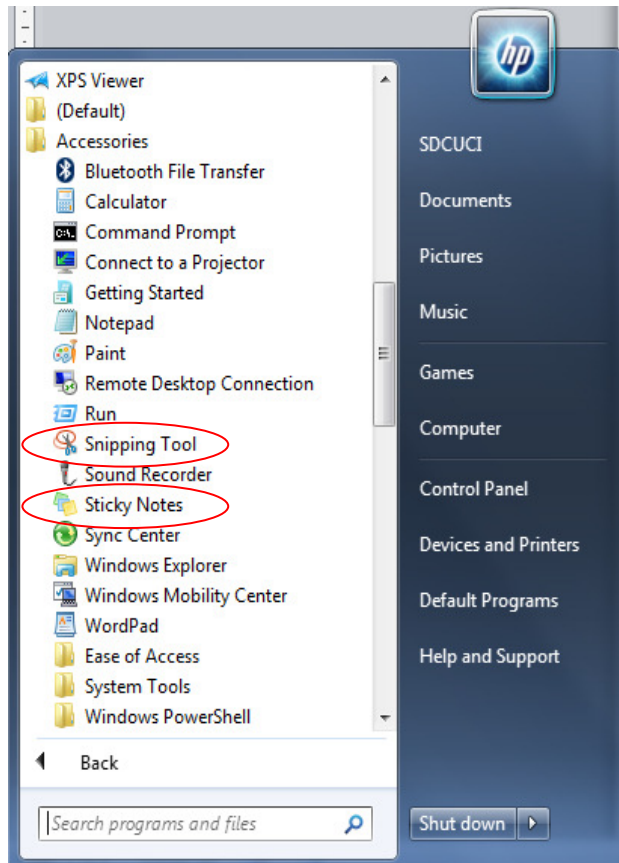 hp
XPS Viewer
(Default)
Accessories
Bluetooth File Transfer
Calculator
Command Prompt
Connect to a Projector
Getting Started
Notepad
Paint
Remote Desktop Connection
Run
Snipping Tool
Sound Recorder
Sticky Notes
Sync Center
Windows Explorer
Windows Mobility Center
WordPad
Ease of Access
System Tools
Windows PowerShell
Back
Search programs and files
SDCUCI
Documents
Pictures
Music
Games
Computer
Control Panel
Devices and Printers
Default Programs
Help and Support
Shut down